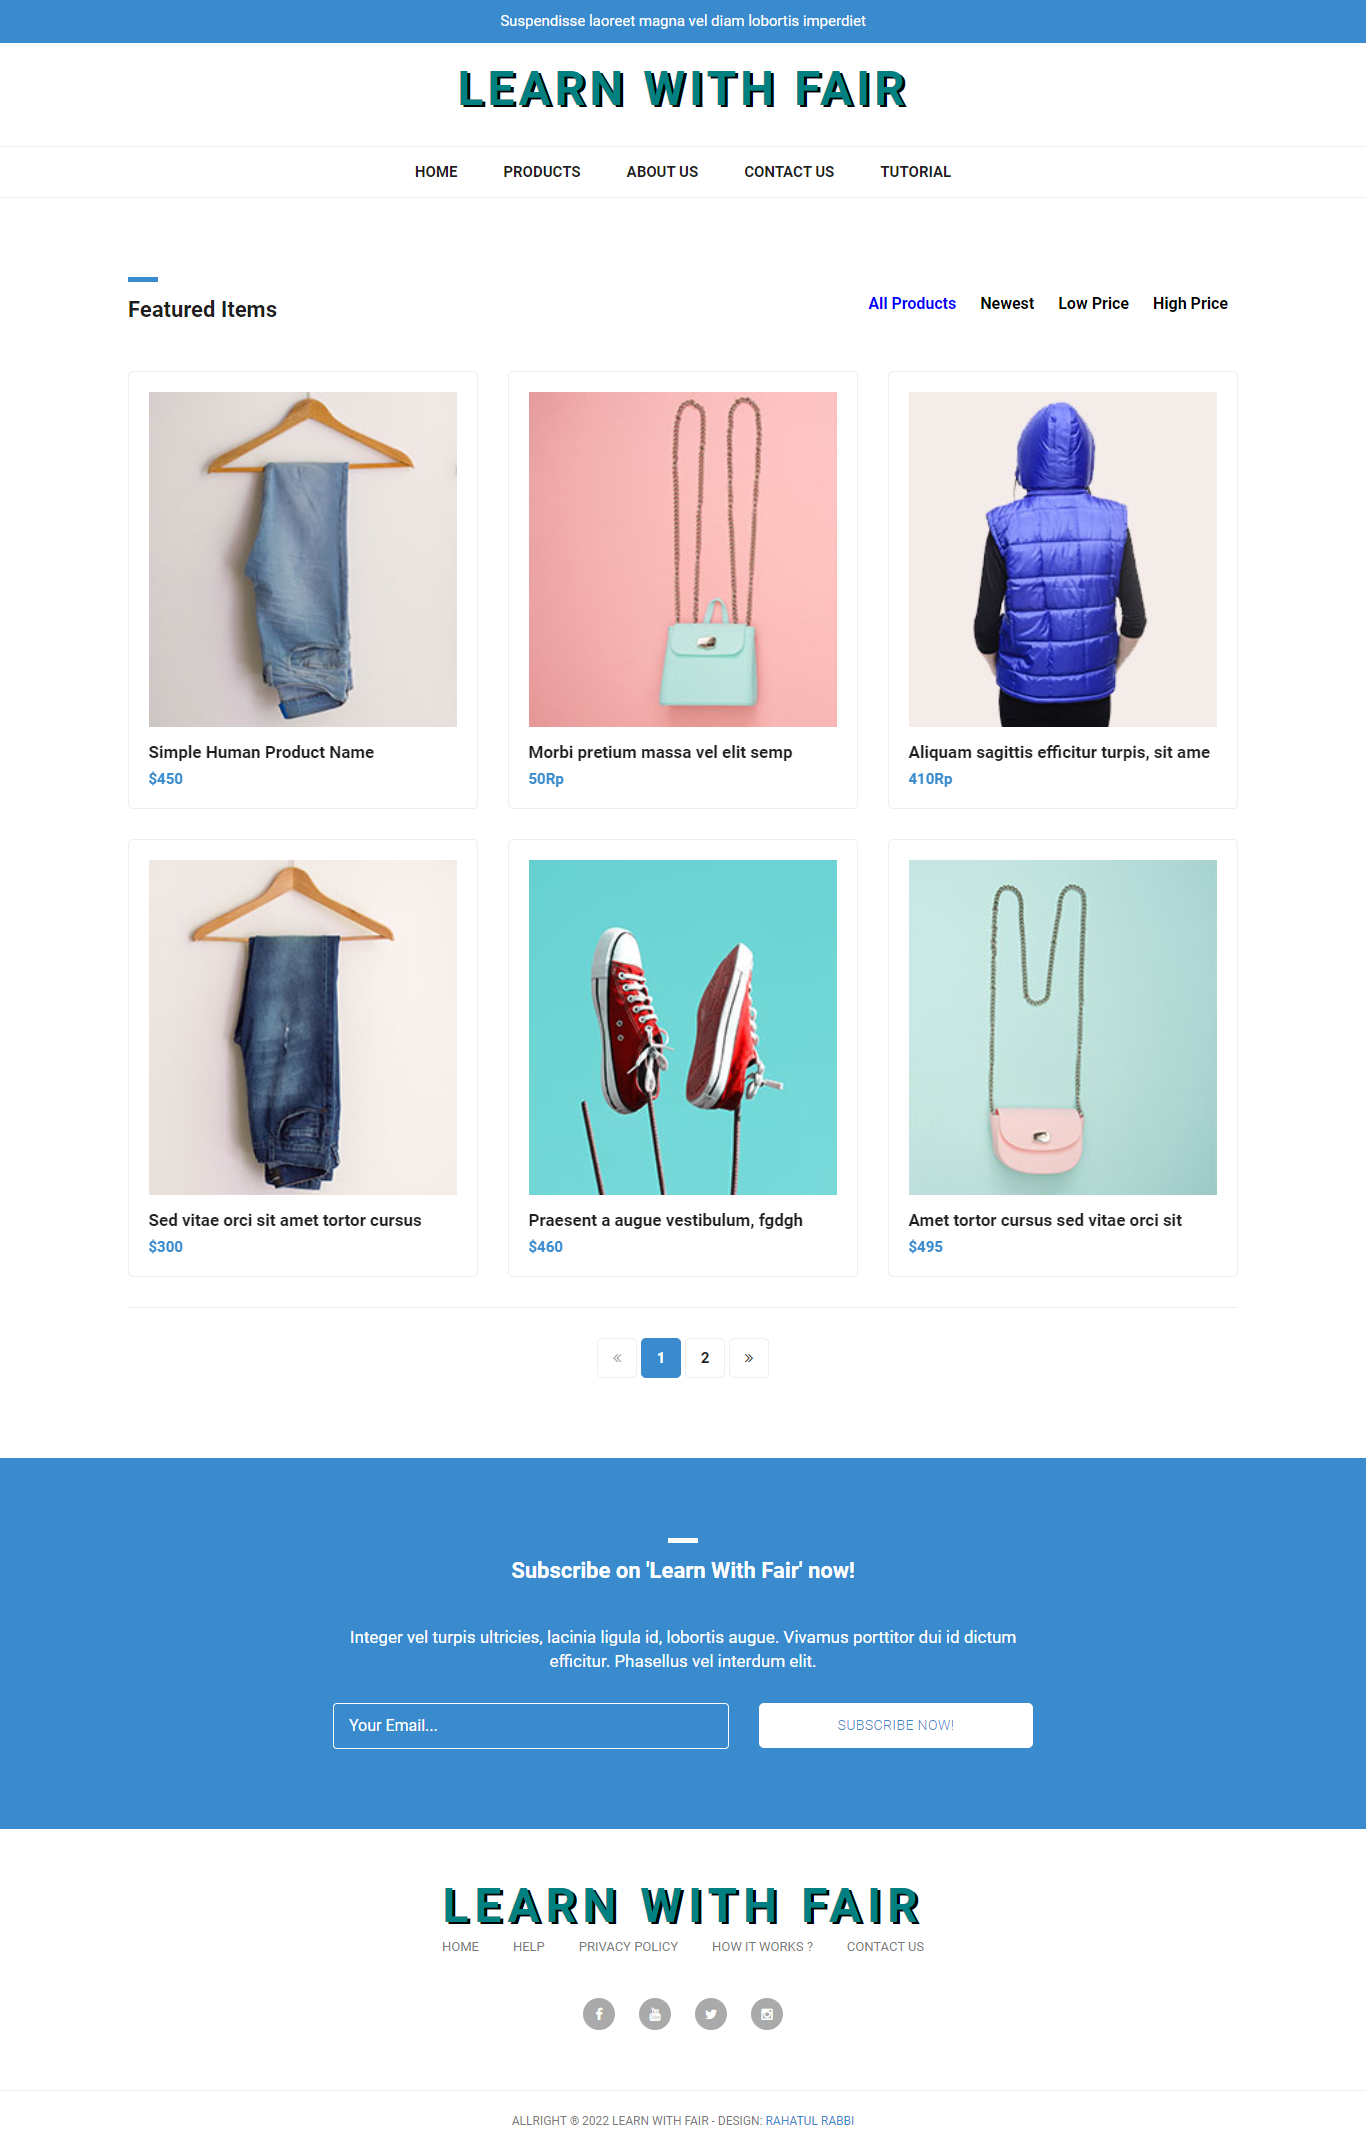 Suspendisse laoreet magna vel diam lobortis imperdiet
LEARN WITH FAIR
HOME PRODUCTS ABOUT US CONTACT US TUTORIAL
Featured Items
All Products Newest Low Price High Price
Simple Human Product Name
$450
Morbi pretium massa vel elit semp
50Rp
Aliquam sagittis efficitur turpis, sit ame
410Rp
Sed vitae orci sit amet tortor cursus
$300
Praesent a augue vestibulum, fgdgh
$460
Amet tortor cursus sed vitae orci sit
$495
« 1 2 »
Subscribe on 'Learn With Fair' now!
Integer vel turpis ultricies, lacinia ligula id, lobortis augue. Vivamus porttitor dui id dictum
efficitur. Phasellus vel interdum elit.
Your Email...
SUBSCRIBE NOW!
LEARN WITH FAIR
HOME HELP PRIVACY POLICY HOW IT WORKS ? CONTACT US
ALLRIGHT ® 2022 LEARN WITH FAIR - DESIGN: RAHATUL RABBI